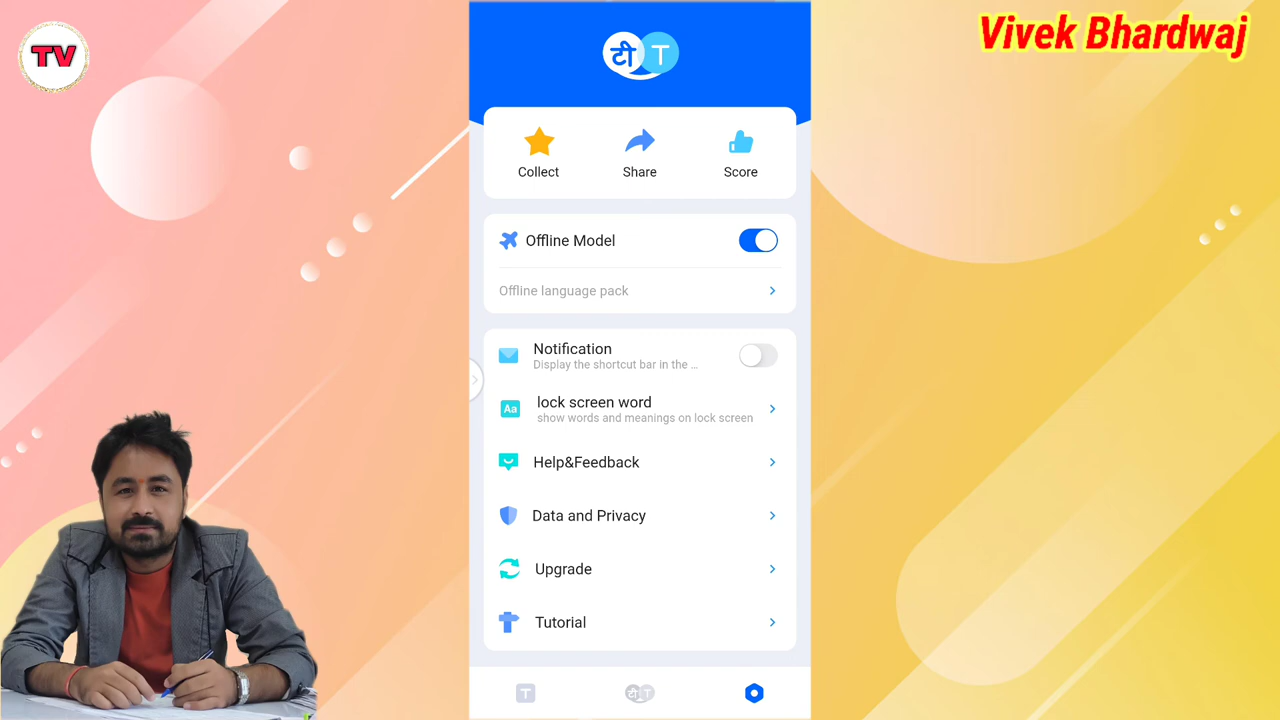 TV
Vivek Bhardwaj
टी T
Collect
Share
Score
Offline Model
Offline language pack
Notification
Display the shortcut bar in the ...
Aa
lock screen word
show words and meanings on lock screen
Help&Feedback
Data and Privacy
Upgrade
Tutorial
T
टी T